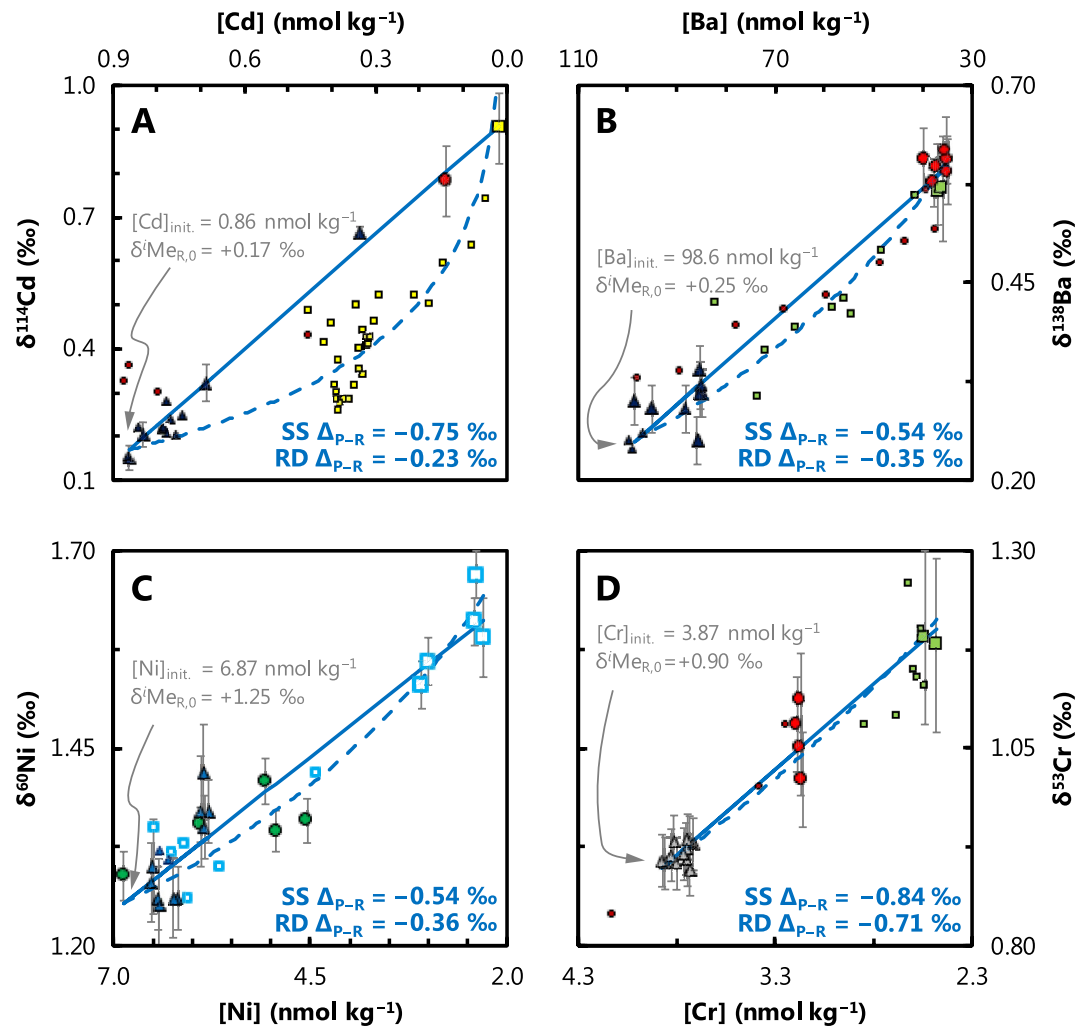 [Cd] (nmol kg⁻¹)
0.9 0.6 0.3 0.0
[Ba] (nmol kg⁻¹)
110 70 30
A
δ¹¹⁴Cd (‰)
1.0
0.7
0.4
0.1
[Cd]init. = 0.86 nmol kg⁻¹
δⁱMeR,0 = +0.17 ‰
SS ΔP−R = −0.75 ‰
RD ΔP−R = −0.23 ‰
B
0.70
0.45
0.20
δ¹³⁸Ba (‰)
[Ba]init. = 98.6 nmol kg⁻¹
δⁱMeR,0 = +0.25 ‰
SS ΔP−R = −0.54 ‰
RD ΔP−R = −0.35 ‰
C
δ⁶⁰Ni (‰)
1.70
1.45
1.20
[Ni]init. = 6.87 nmol kg⁻¹
δⁱMeR,0 = +1.25 ‰
SS ΔP−R = −0.54 ‰
RD ΔP−R = −0.36 ‰
7.0 4.5 2.0
[Ni] (nmol kg⁻¹)
D
1.30
1.05
0.80
δ⁵³Cr (‰)
[Cr]init. = 3.87 nmol kg⁻¹
δⁱMeR,0 = +0.90 ‰
SS ΔP−R = −0.84 ‰
RD ΔP−R = −0.71 ‰
4.3 3.3 2.3
[Cr] (nmol kg⁻¹)